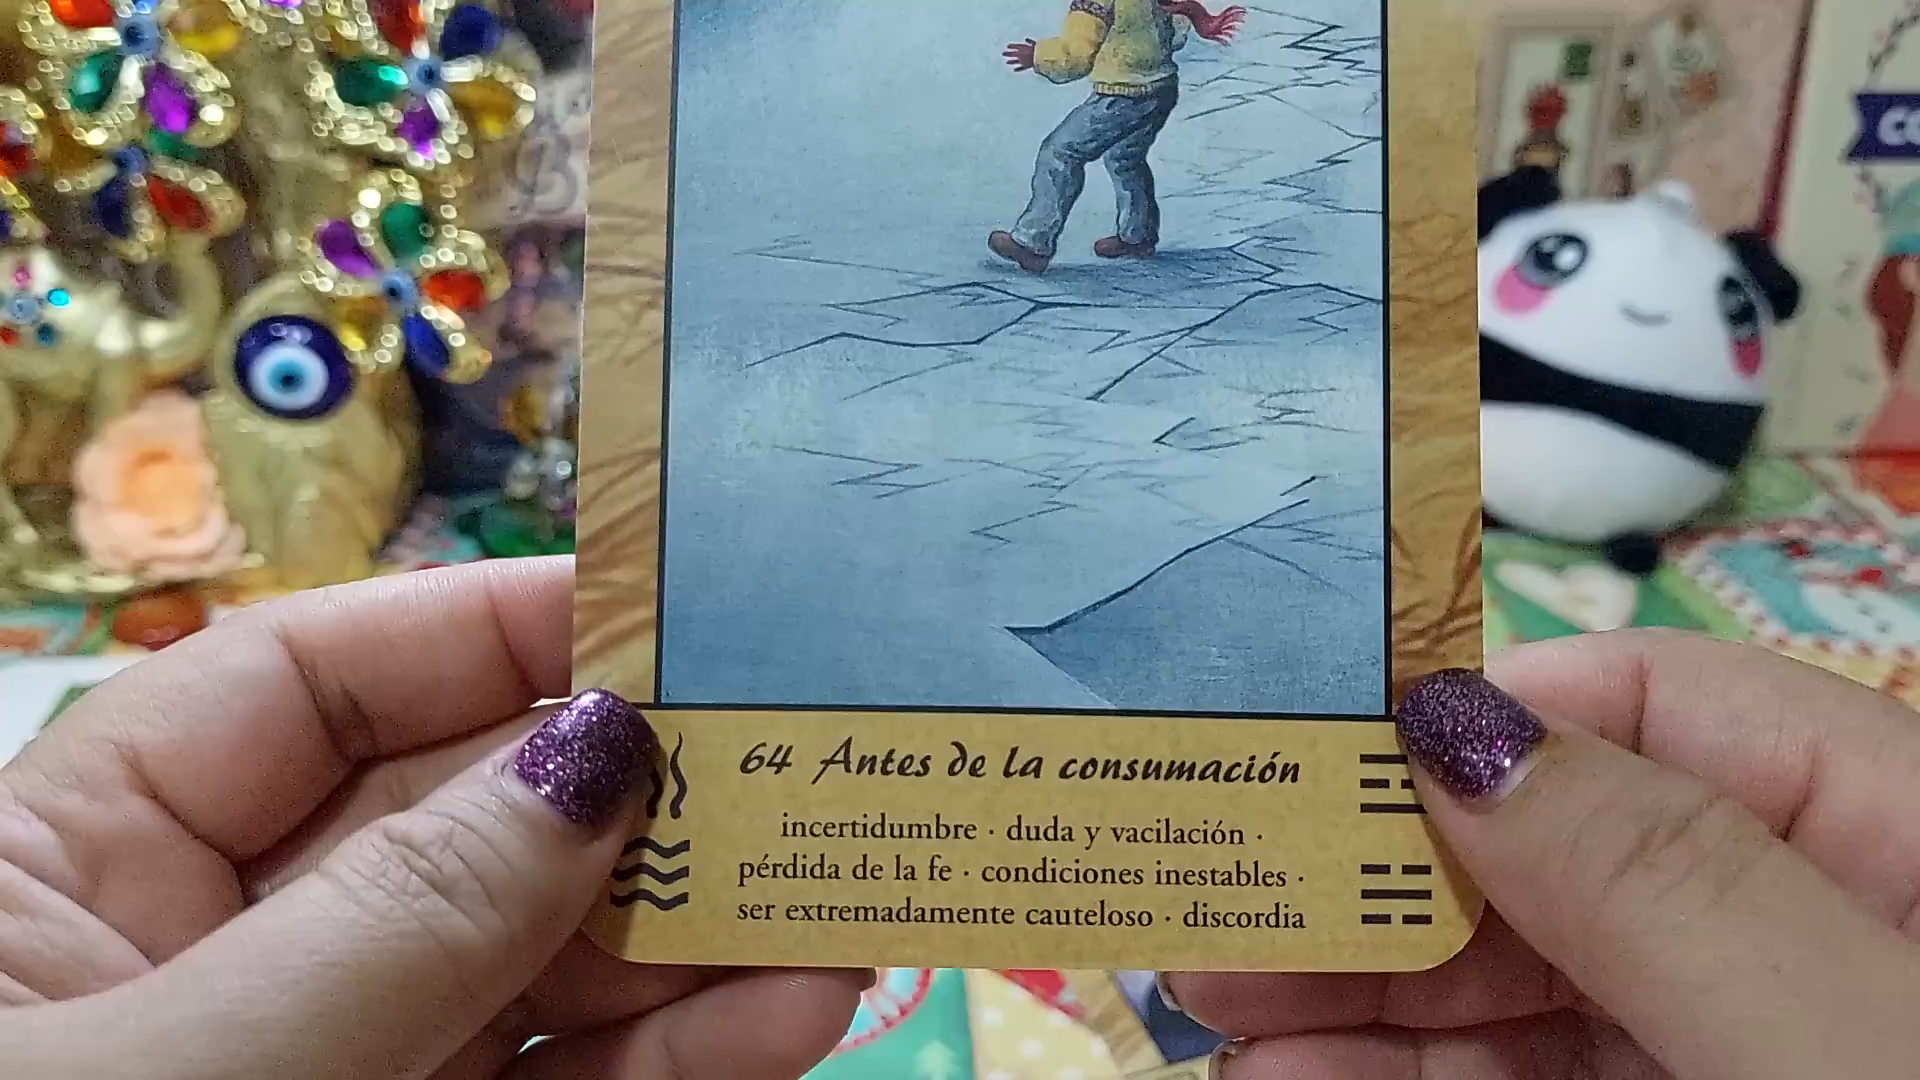 64 Antes de la consumación
incertidumbre · duda y vacilación ·
pérdida de la fe · condiciones inestables ·
ser extremadamente cauteloso · discordia